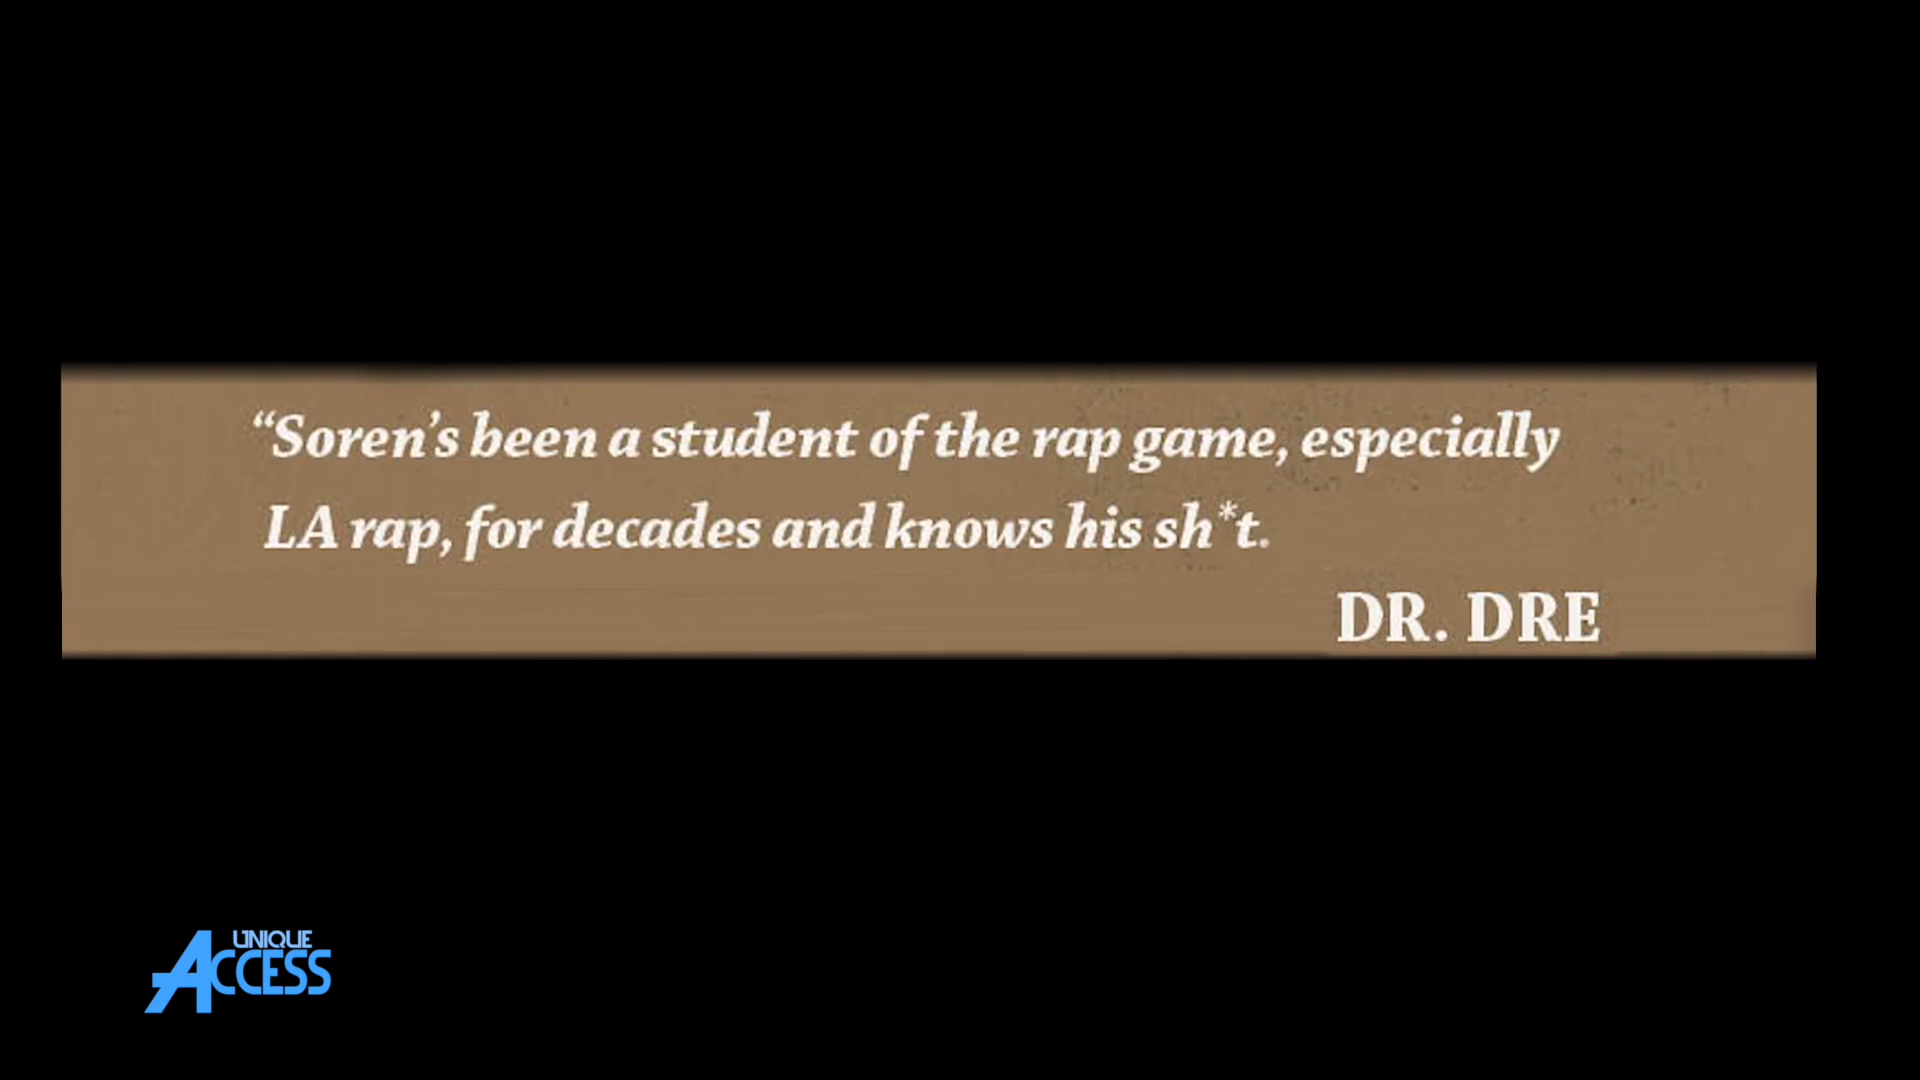 “Soren’s been a student of the rap game, especially
LA rap, for decades and knows his sh*t.
DR. DRE
UNIQUE
ACCESS